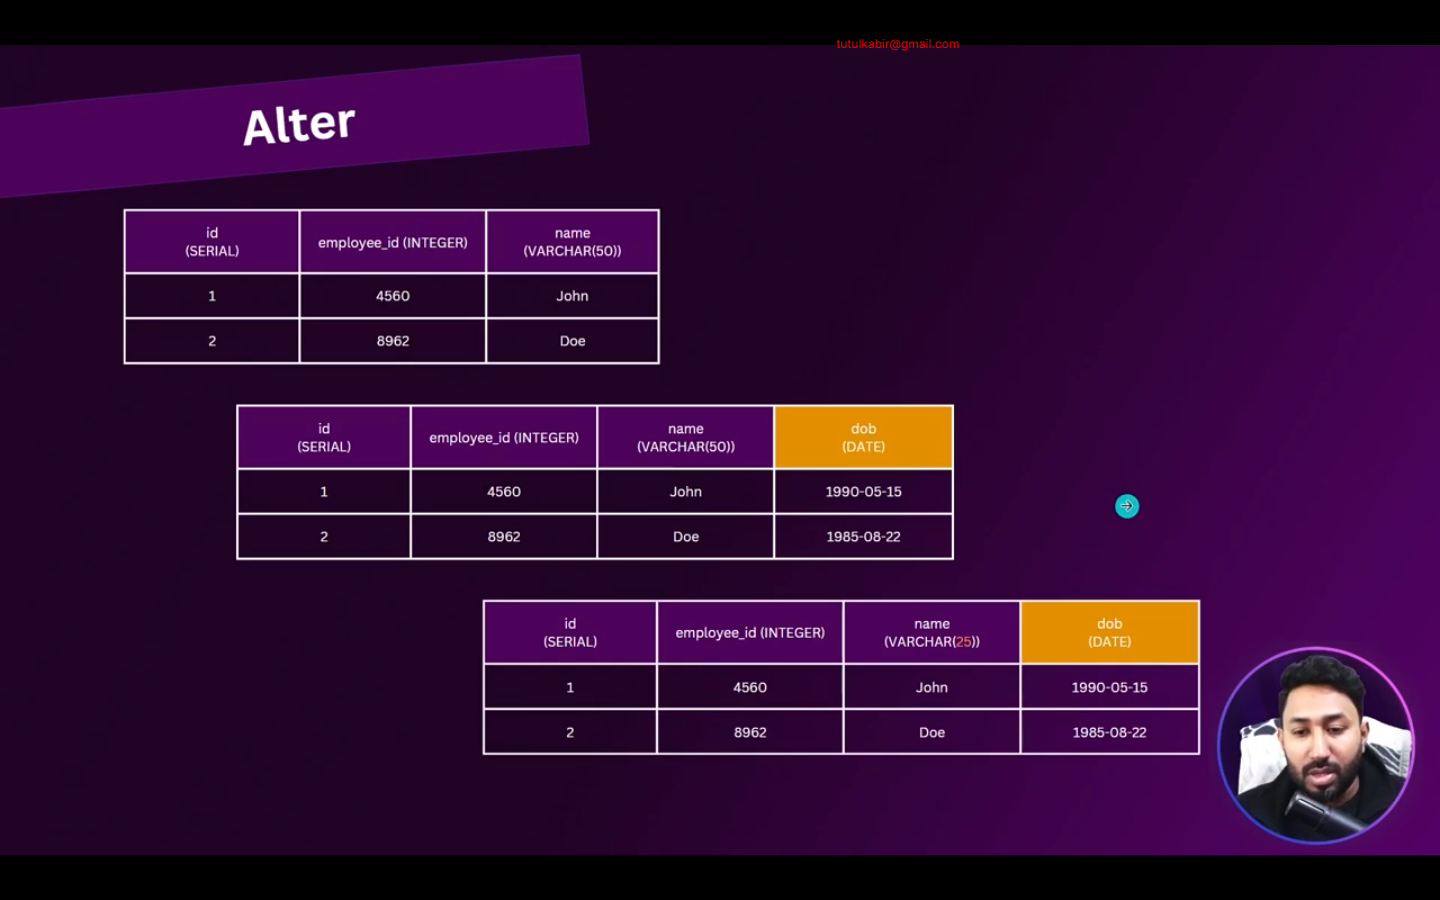 tutulkabir@gmail.com
Alter
id
(SERIAL)
employee_id (INTEGER)
name
(VARCHAR(50))
1
4560
John
2
8962
Doe
id
(SERIAL)
employee_id (INTEGER)
name
(VARCHAR(50))
dob
(DATE)
1
4560
John
1990-05-15
2
8962
Doe
1985-08-22
id
(SERIAL)
employee_id (INTEGER)
name
(VARCHAR(25))
dob
(DATE)
1
4560
John
1990-05-15
2
8962
Doe
1985-08-22